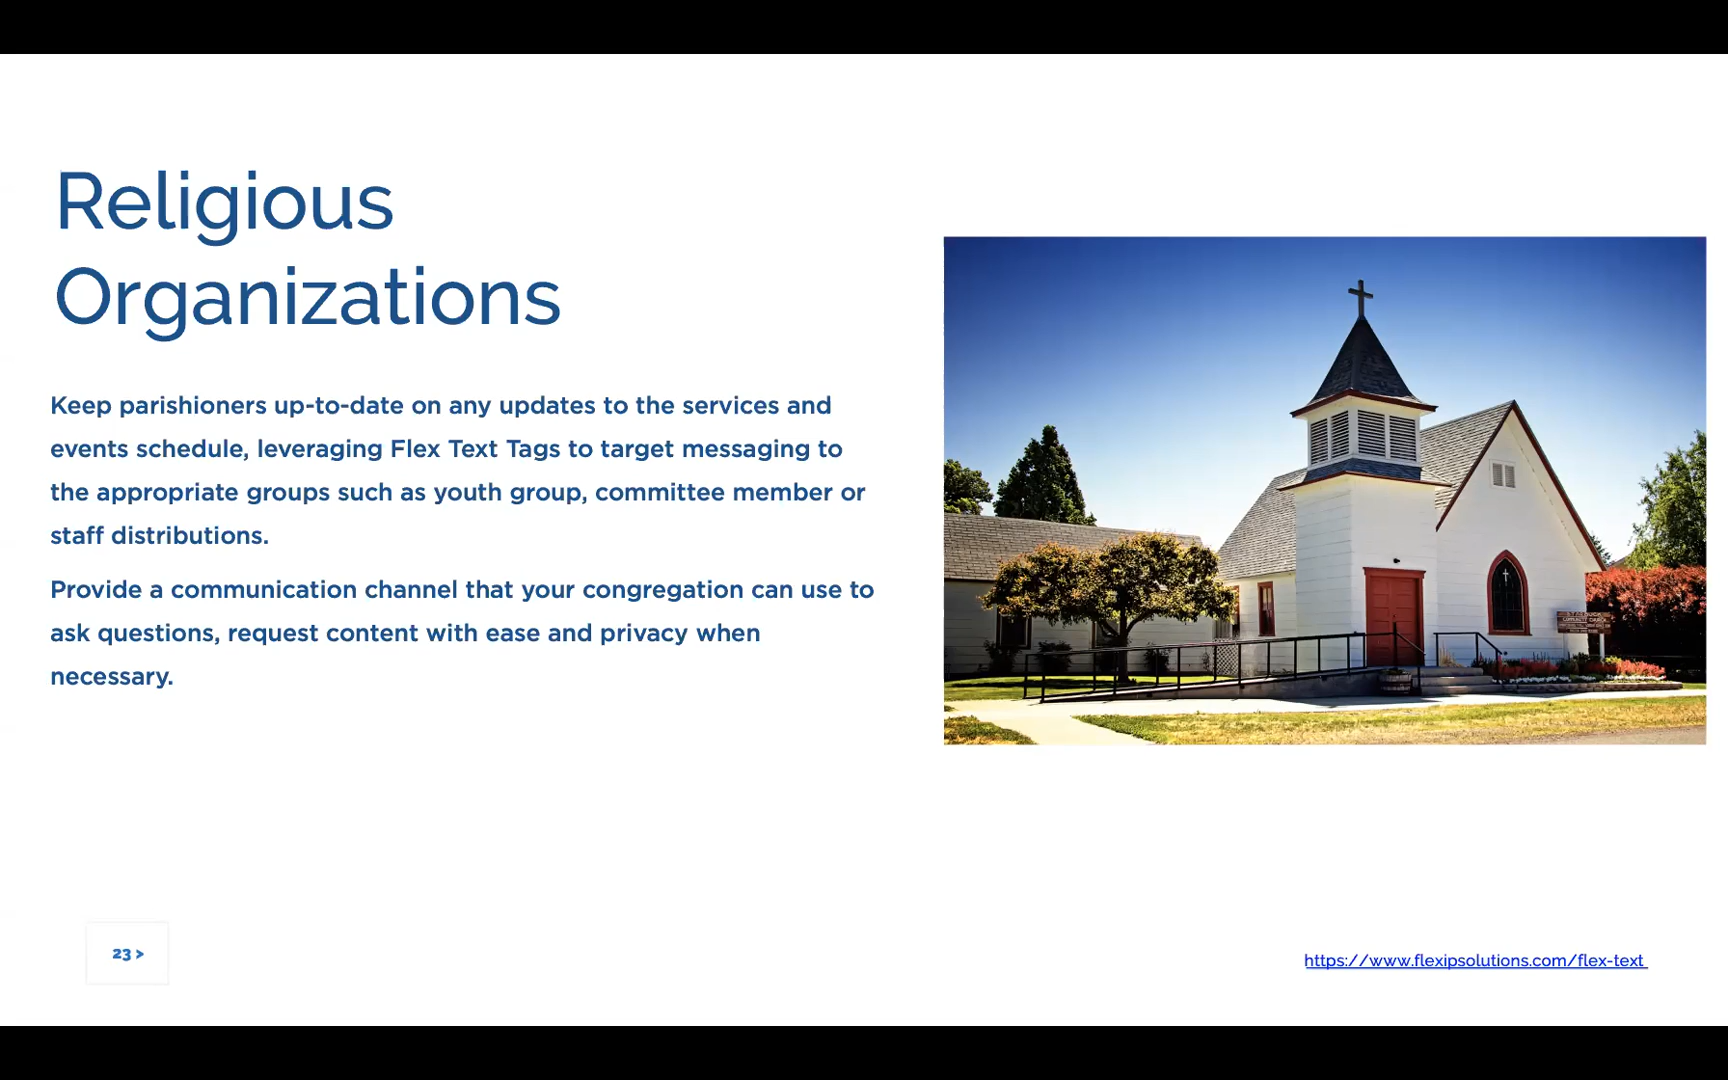 Religious
Organizations
Keep parishioners up-to-date on any updates to the services and
events schedule, leveraging Flex Text Tags to target messaging to
the appropriate groups such as youth group, committee member or
staff distributions.
Provide a communication channel that your congregation can use to
ask questions, request content with ease and privacy when
necessary.
COMMUNITY CHURCH
23 >
https://www.flexipsolutions.com/flex-text